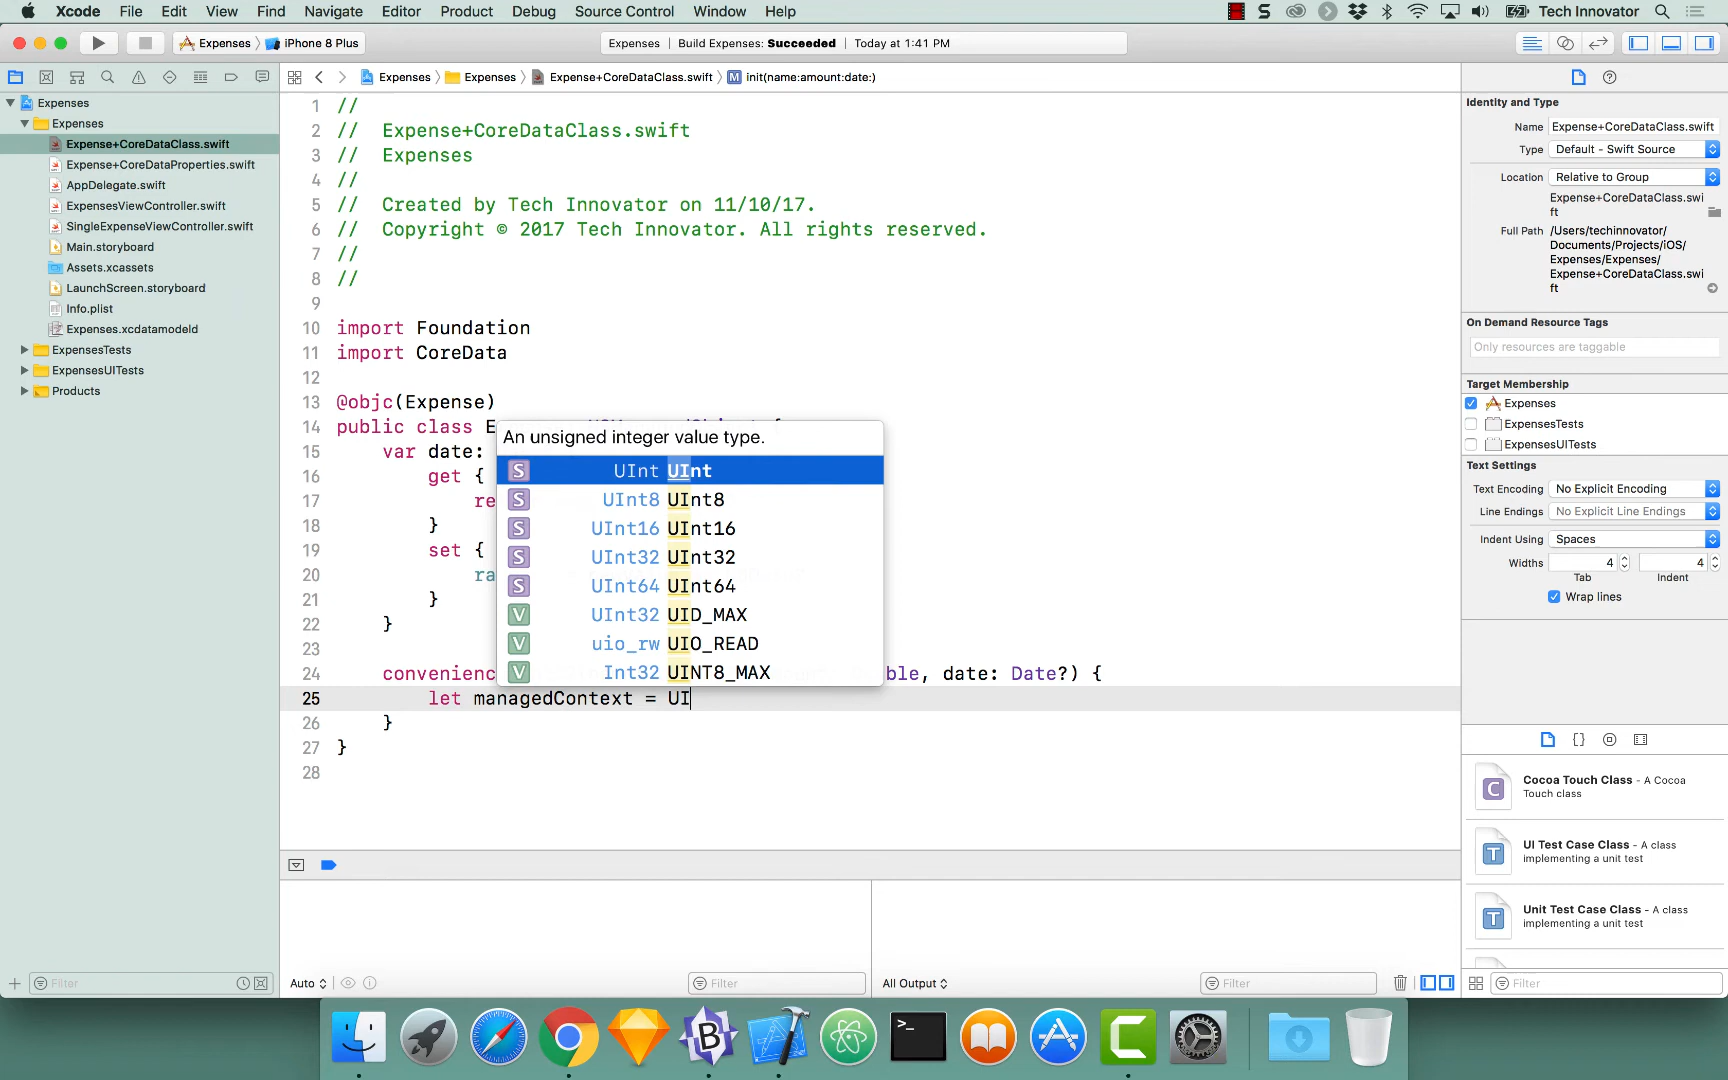 Xcode File Edit View Find Navigate Editor Product Debug Source Control Window Help Tech Innovator
Expenses iPhone 8 Plus Expenses Build Expenses: Succeeded Today at 1:41 PM
Expenses Expenses Expense+CoreDataClass.swift M init(name:amount:date:)
Expenses
Expenses
Expense+CoreDataClass.swift
Expense+CoreDataProperties.swift
AppDelegate.swift
ExpensesViewController.swift
SingleExpenseViewController.swift
Main.storyboard
Assets.xcassets
LaunchScreen.storyboard
Info.plist
Expenses.xcdatamodeld
ExpensesTests
ExpensesUITests
Products
1 //
2 // Expense+CoreDataClass.swift
3 // Expenses
4 //
5 // Created by Tech Innovator on 11/10/17.
6 // Copyright © 2017 Tech Innovator. All rights reserved.
7 //
8 //
9
10 import Foundation
11 import CoreData
12
13 @objc(Expense)
14 public class E
15 var date:
16 get {
17 re
18 }
19 set {
20 ra
21 }
22 }
23
24 convenienc ble, date: Date?) {
25 let managedContext = UI
26 }
27 }
28
An unsigned integer value type.
S UInt UInt
S UInt8 UInt8
S UInt16 UInt16
S UInt32 UInt32
S UInt64 UInt64
V UInt32 UID_MAX
V uio_rw UIO_READ
V Int32 UINT8_MAX
Identity and Type
Name Expense+CoreDataClass.swift
Type Default - Swift Source
Location Relative to Group
Expense+CoreDataClass.swi
ft
Full Path /Users/techinnovator/
Documents/Projects/iOS/
Expenses/Expenses/
Expense+CoreDataClass.swi
ft
On Demand Resource Tags
Only resources are taggable
Target Membership
Expenses
ExpensesTests
ExpensesUITests
Text Settings
Text Encoding No Explicit Encoding
Line Endings No Explicit Line Endings
Indent Using Spaces
Widths 4 4
Tab Indent
Wrap lines
{}
C Cocoa Touch Class - A Cocoa
Touch class
T UI Test Case Class - A class
implementing a unit test
T Unit Test Case Class - A class
implementing a unit test
Filter Auto Filter All Output Filter Filter